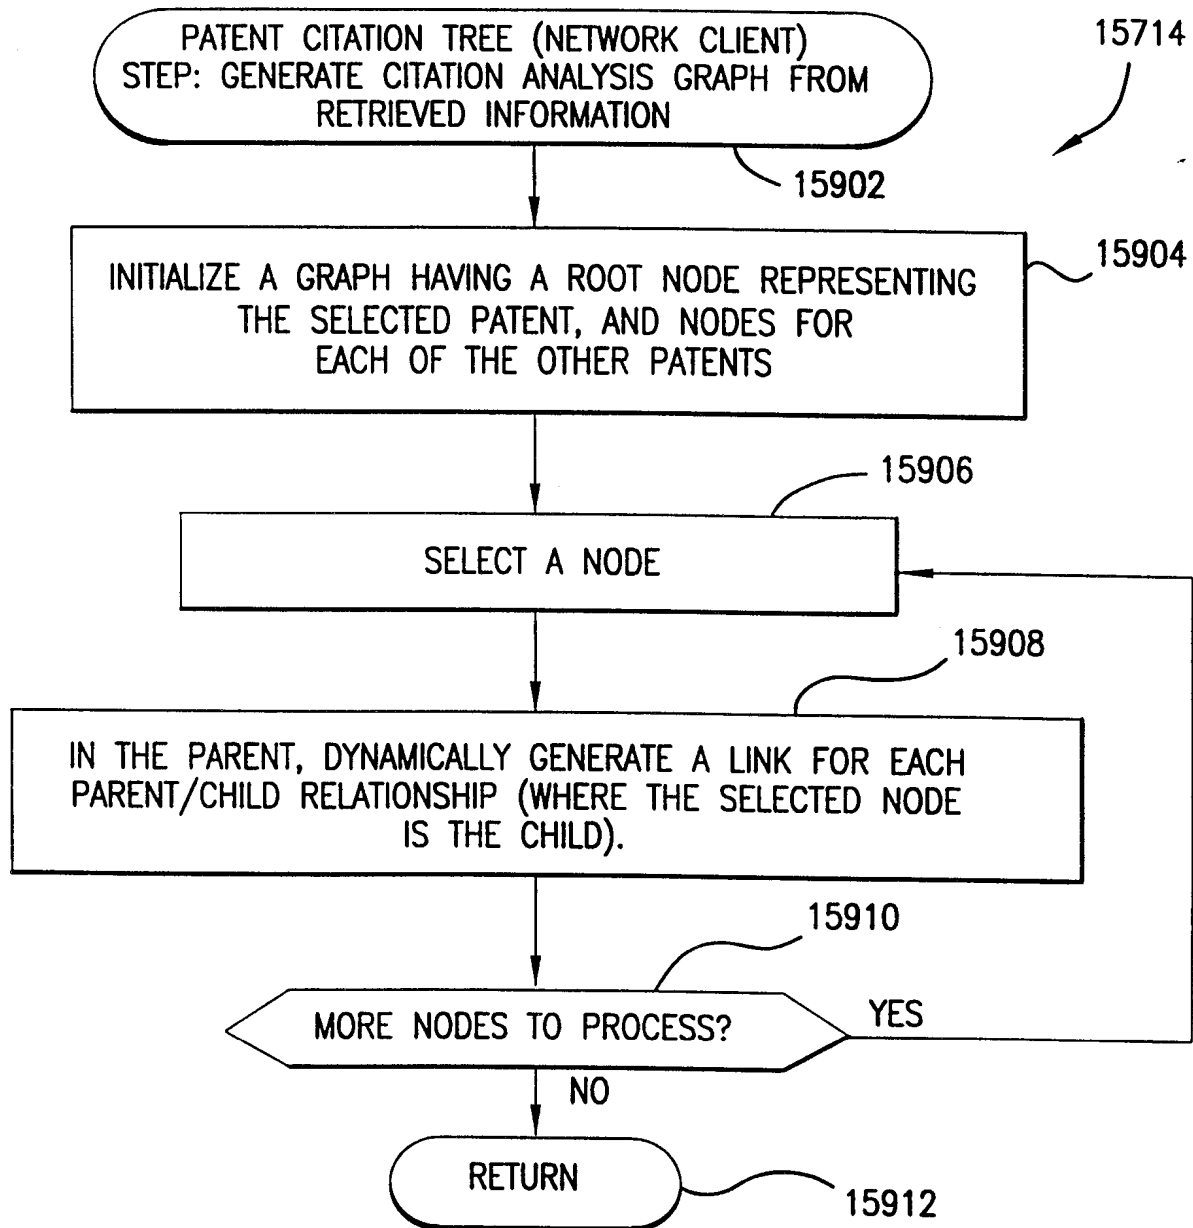 PATENT CITATION TREE (NETWORK CLIENT)
STEP: GENERATE CITATION ANALYSIS GRAPH FROM
RETRIEVED INFORMATION
15714
15902
INITIALIZE A GRAPH HAVING A ROOT NODE REPRESENTING
THE SELECTED PATENT, AND NODES FOR
EACH OF THE OTHER PATENTS
15904
15906
SELECT A NODE
15908
IN THE PARENT, DYNAMICALLY GENERATE A LINK FOR EACH
PARENT/CHILD RELATIONSHIP (WHERE THE SELECTED NODE
IS THE CHILD).
15910
MORE NODES TO PROCESS?
YES
NO
RETURN
15912